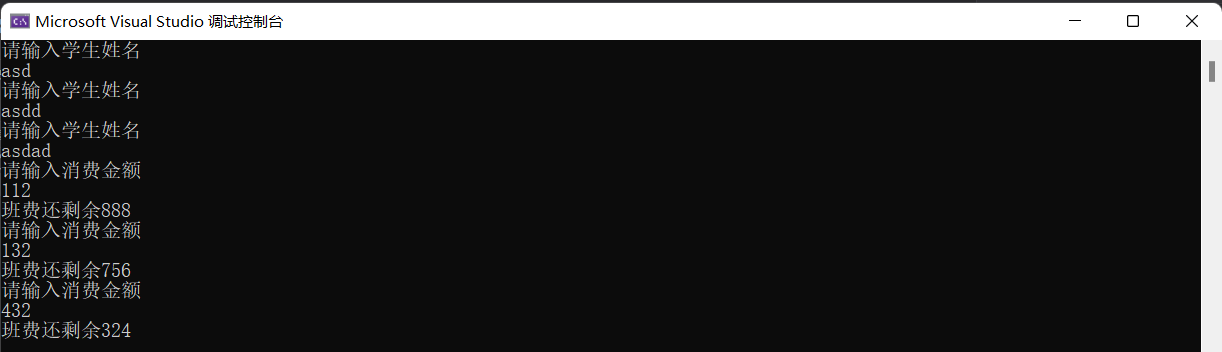 Microsoft Visual Studio 调试控制台
请输入学生姓名
asd
请输入学生姓名
asdd
请输入学生姓名
asdad
请输入消费金额
112
班费还剩余888
请输入消费金额
132
班费还剩余756
请输入消费金额
432
班费还剩余324